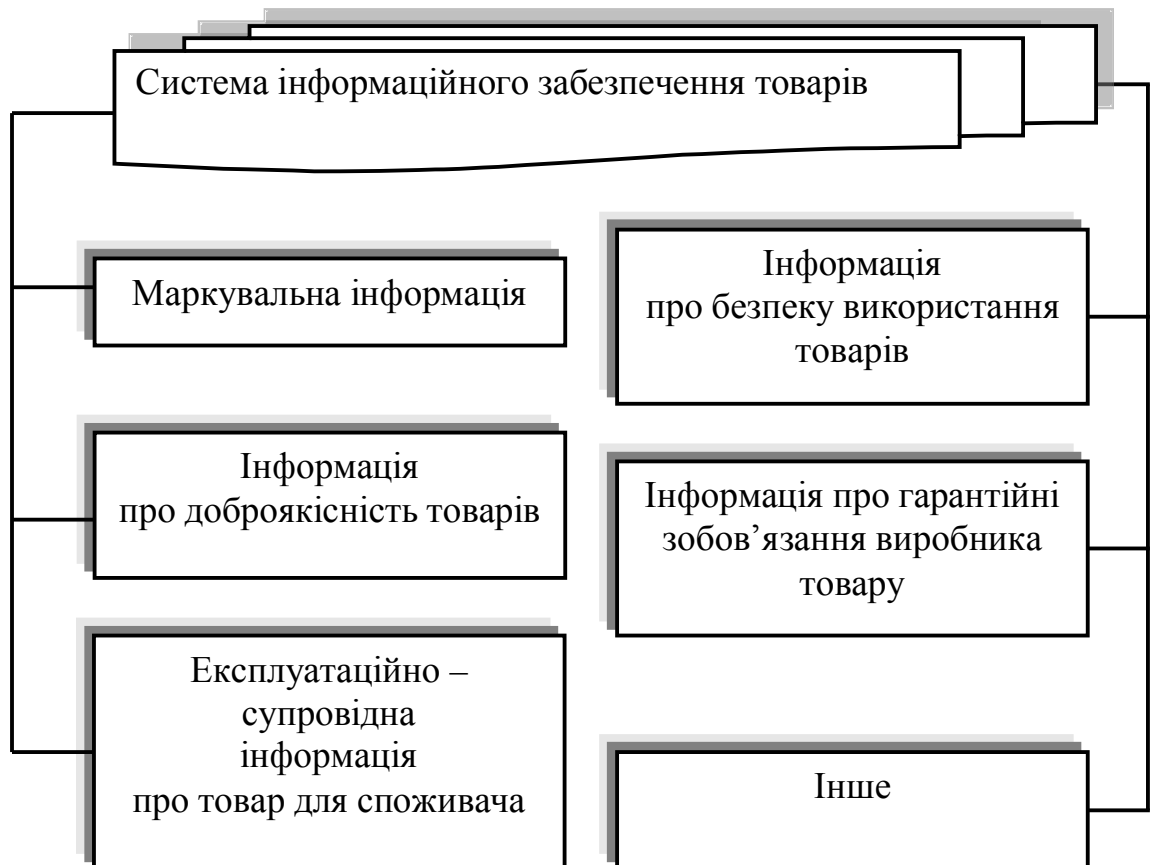 Система інформаційного забезпечення товарів
Маркувальна інформація
Інформація
про доброякісність товарів
Експлуатаційно –
супровідна
інформація
про товар для споживача
Інформація
про безпеку використання
товарів
Інформація про гарантійні
зобов’язання виробника
товару
Інше